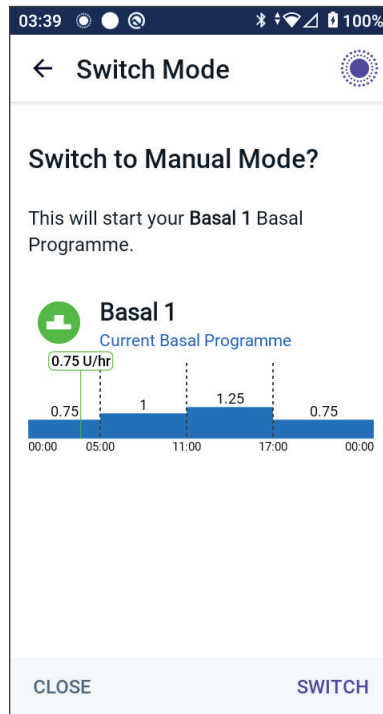 03:39 100%
Switch Mode
Switch to Manual Mode?
This will start your Basal 1 Basal
Programme.
Basal 1
Current Basal Programme
0.75 U/hr
0.75 1 1.25 0.75
00:00 05:00 11:00 17:00 00:00
CLOSE SWITCH